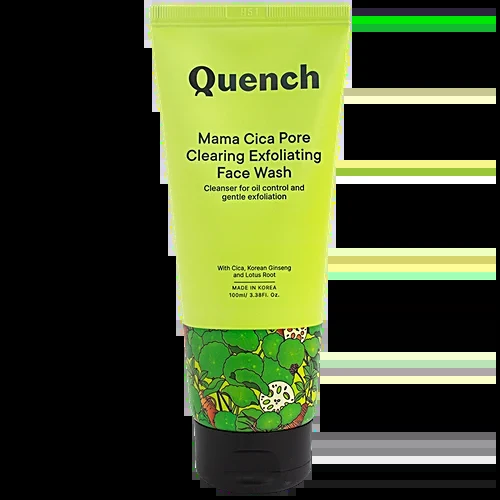 Quench
Mama Cica Pore
Clearing Exfoliating
Face Wash
Cleanser for oil control and
gentle exfoliation
With Cica, Korean Ginseng
and Lotus Root
MADE IN KOREA
100ml/ 3.38Fl. Oz.